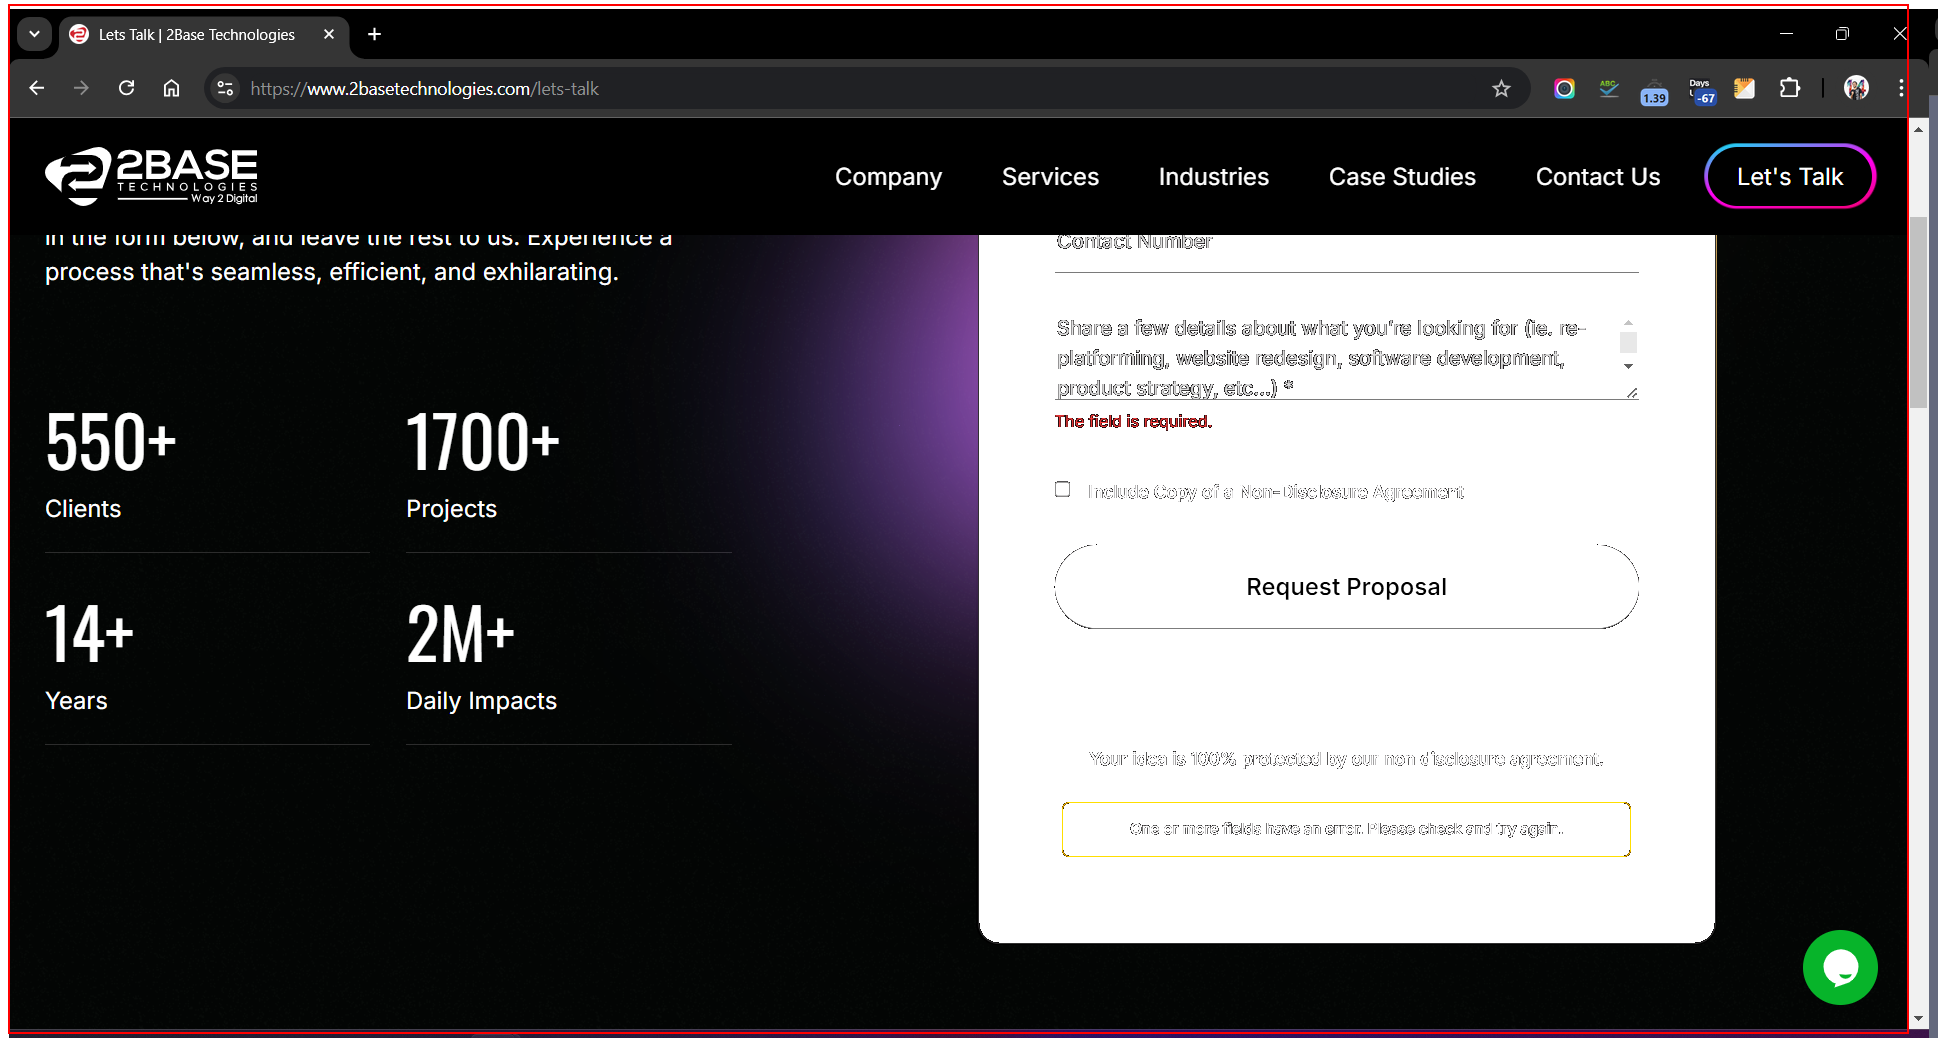 Lets Talk | 2Base Technologies
https://www.2basetechnologies.com/lets-talk
ABC
1.39
Days
-67
2BASE
TECHNOLOGIES
Way 2 Digital
Company
Services
Industries
Case Studies
Contact Us
Let's Talk
in the form below, and leave the rest to us. Experience a
process that's seamless, efficient, and exhilarating.
550+
Clients
1700+
Projects
14+
Years
2M+
Daily Impacts
Contact Number
Share a few details about what you're looking for (ie. re-
platforming, website redesign, software development,
product strategy, etc...) *
The field is required.
Include Copy of a Non-Disclosure Agreement
Request Proposal
Your idea is 100% protected by our non disclosure agreement.
One or more fields have an error. Please check and try again.